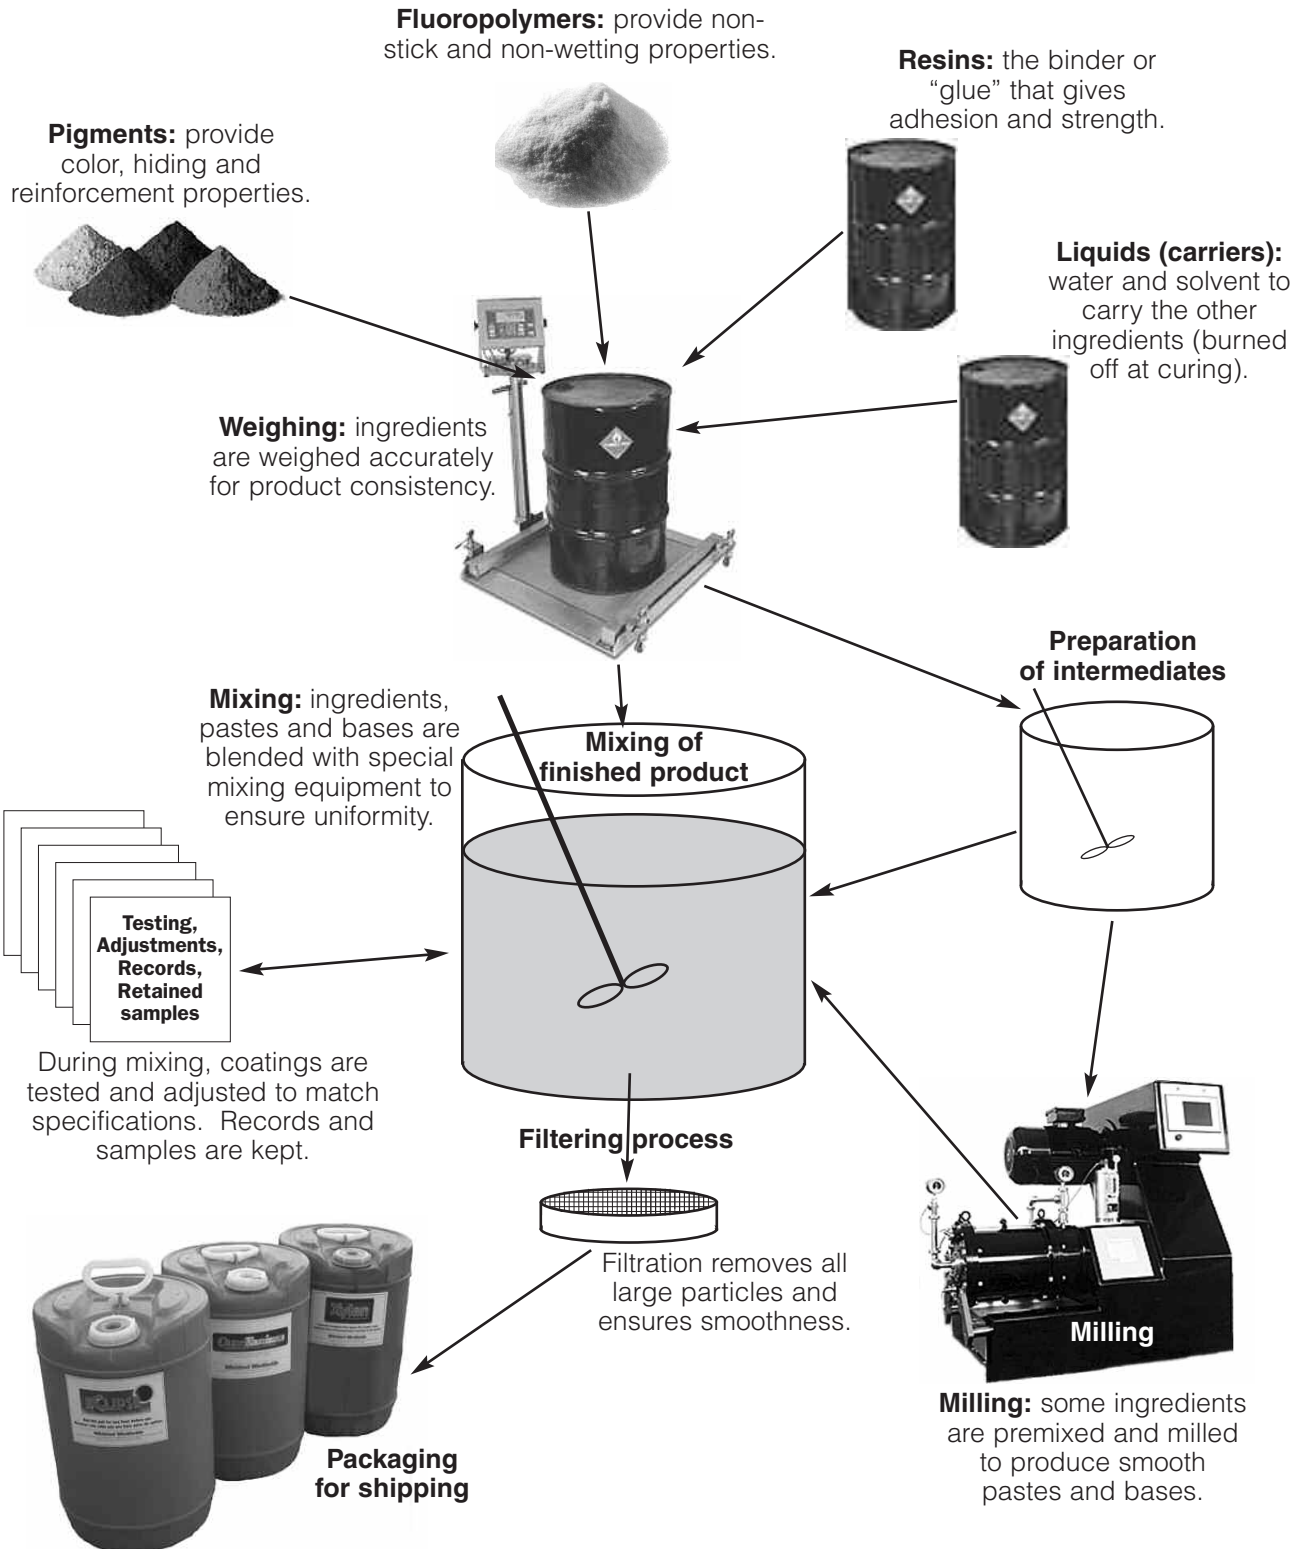 Fluoropolymers: provide non-
stick and non-wetting properties.
Resins: the binder or
“glue” that gives
adhesion and strength.
Pigments: provide
color, hiding and
reinforcement properties.
Liquids (carriers):
water and solvent to
carry the other
ingredients (burned
off at curing).
Weighing: ingredients
are weighed accurately
for product consistency.
Preparation
of intermediates
Mixing: ingredients,
pastes and bases are
blended with special
mixing equipment to
ensure uniformity.
Mixing of
finished product
Testing,
Adjustments,
Records,
Retained
samples
During mixing, coatings are
tested and adjusted to match
specifications. Records and
samples are kept.
Filtering process
Filtration removes all
large particles and
ensures smoothness.
Milling
Milling: some ingredients
are premixed and milled
to produce smooth
pastes and bases.
Xylan
Eclipse
Packaging
for shipping